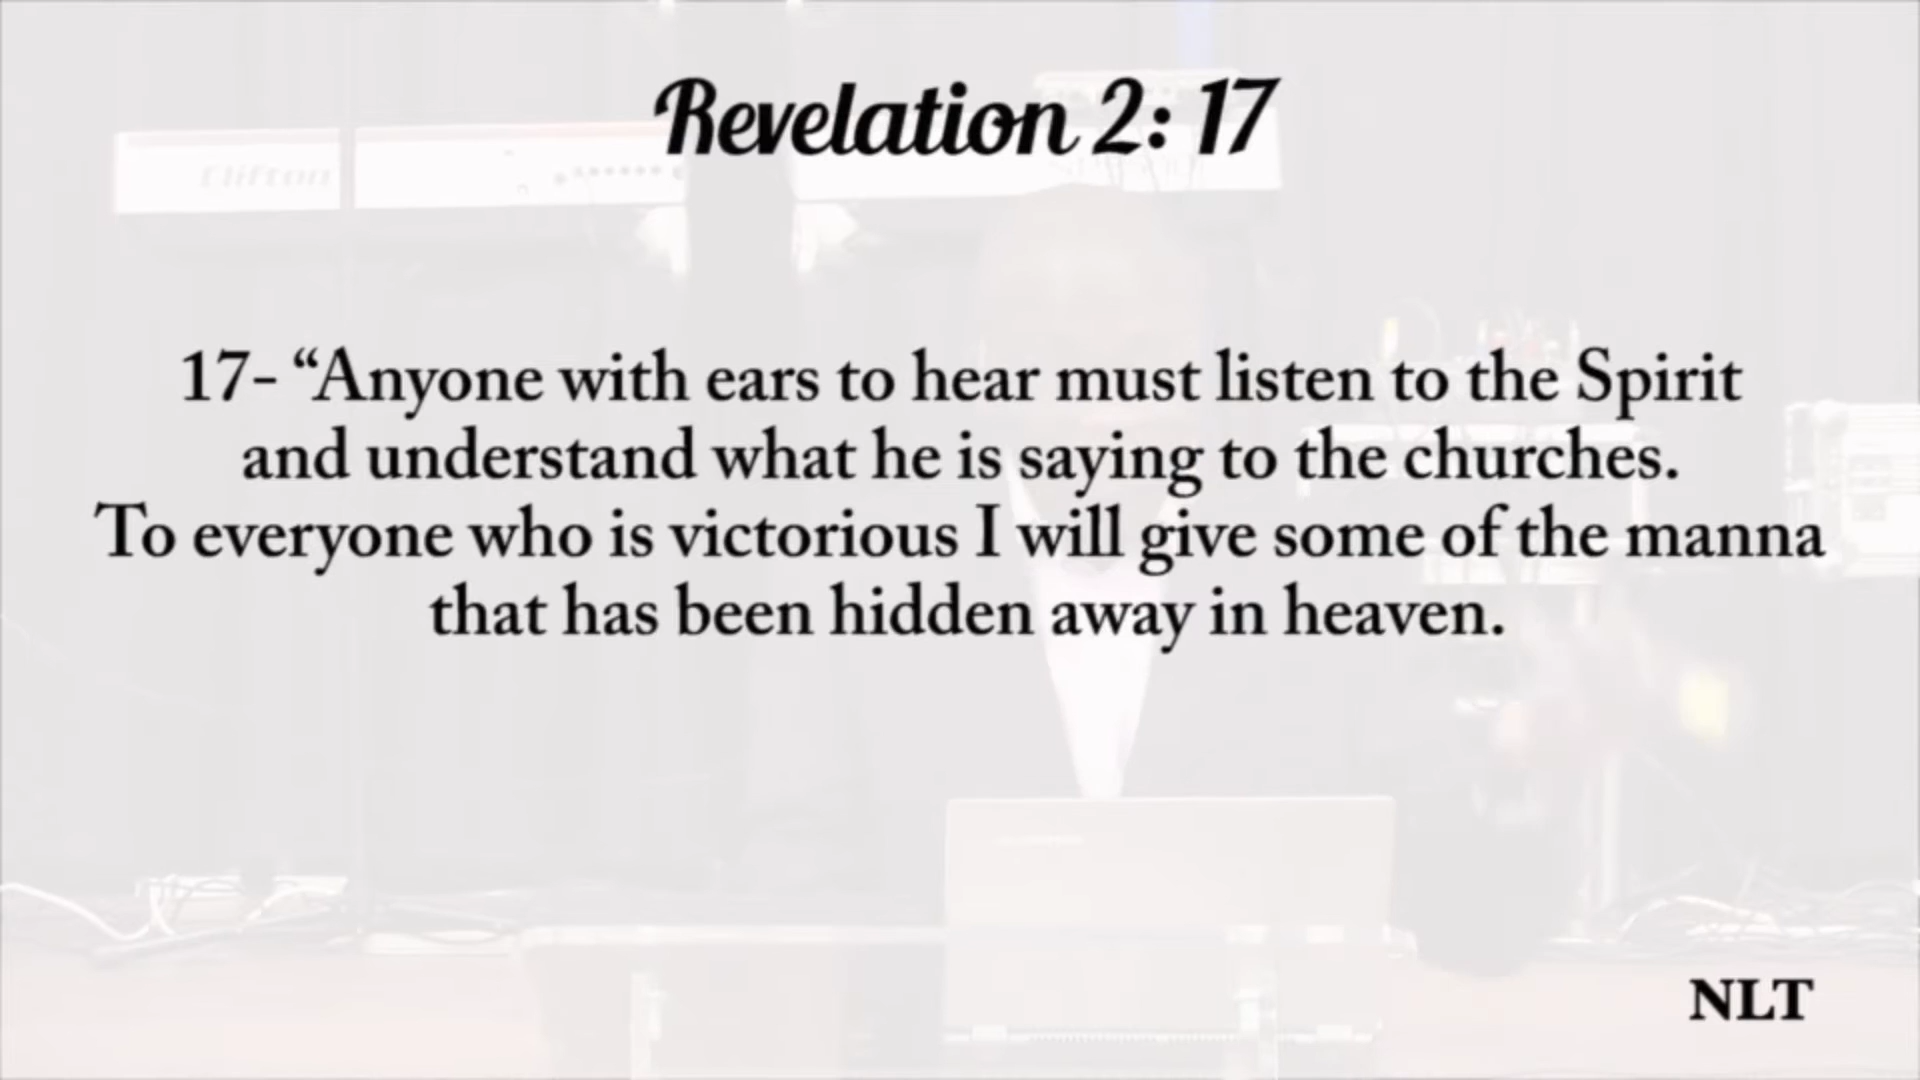 Revelation 2: 17
Clifton
17- “Anyone with ears to hear must listen to the Spirit
and understand what he is saying to the churches.
To everyone who is victorious I will give some of the manna
that has been hidden away in heaven.
NLT